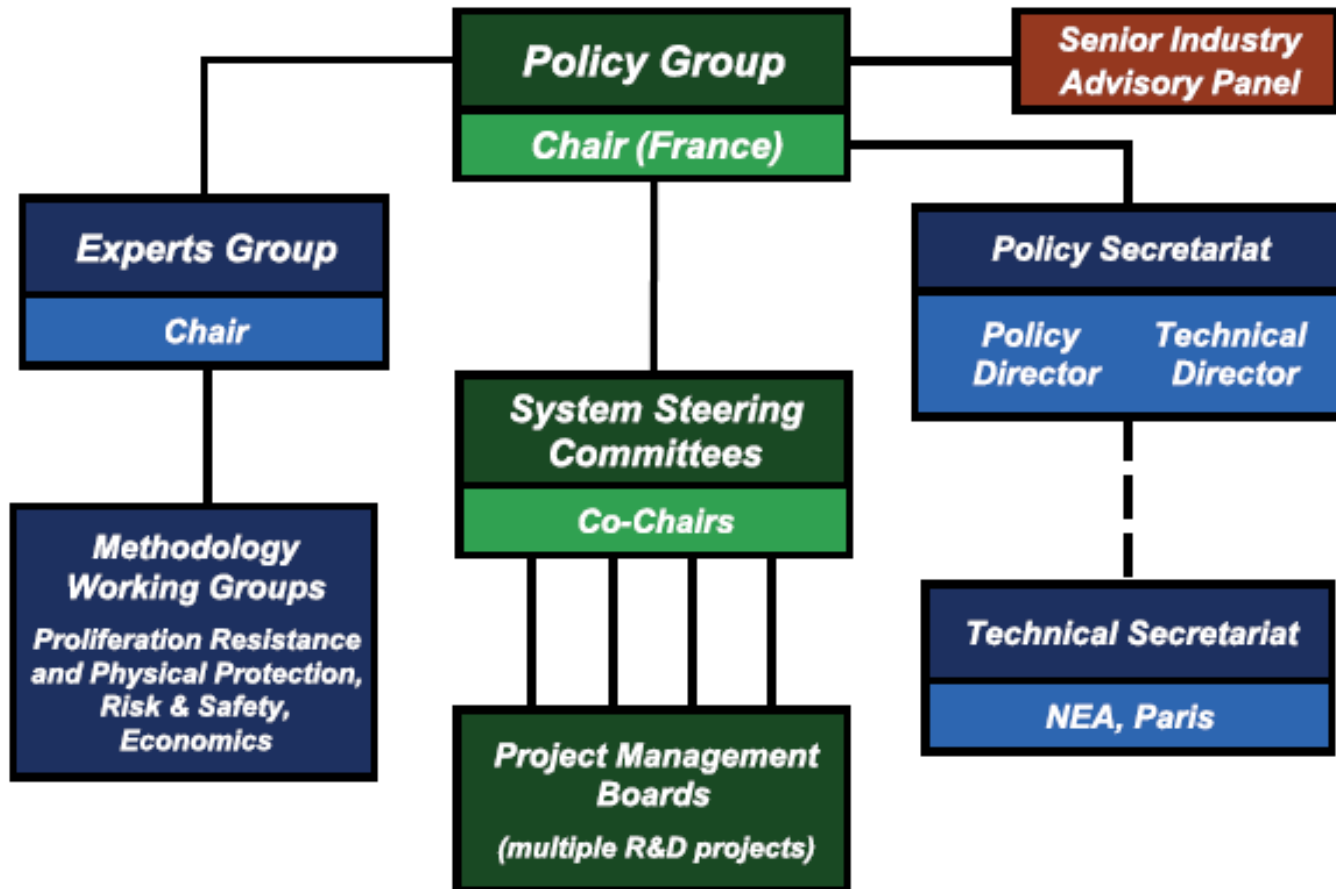 Policy Group
Chair (France)
Senior Industry
Advisory Panel
Experts Group
Chair
Policy Secretariat
Policy
Director
Technical
Director
System Steering
Committees
Co-Chairs
Methodology
Working Groups
Proliferation Resistance
and Physical Protection,
Risk & Safety,
Economics
Technical Secretariat
NEA, Paris
Project Management
Boards
(multiple R&D projects)